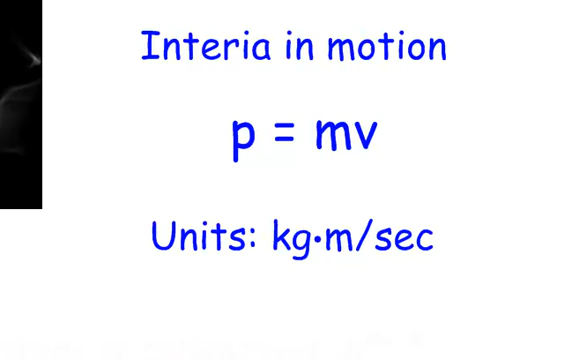 Interia in motion
p = mv
Units: kg·m/sec